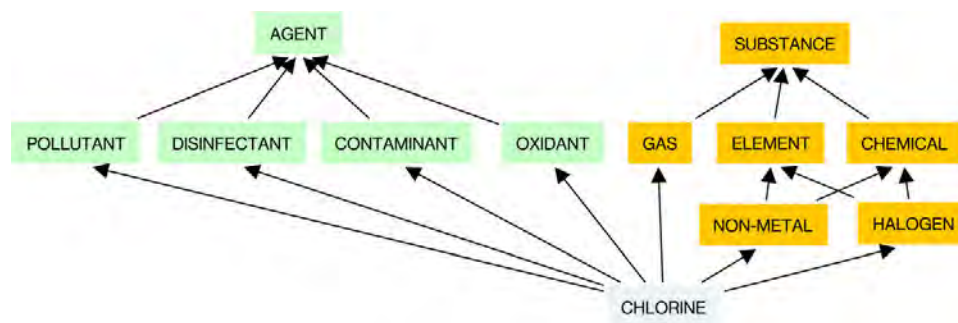 AGENT
SUBSTANCE
POLLUTANT
DISINFECTANT
CONTAMINANT
OXIDANT
GAS
ELEMENT
CHEMICAL
NON-METAL
HALOGEN
CHLORINE